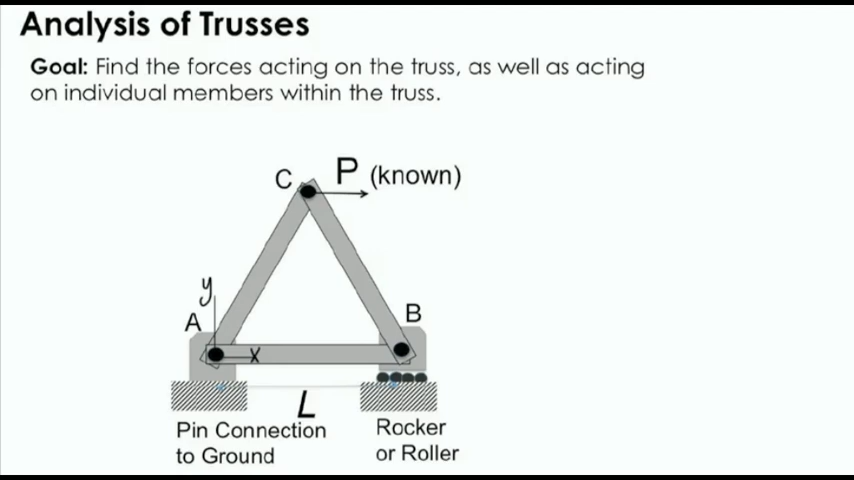 Analysis of Trusses
Goal: Find the forces acting on the truss, as well as acting
on individual members within the truss.
C P (known)
y
A
B
x
L
Pin Connection
to Ground
Rocker
or Roller